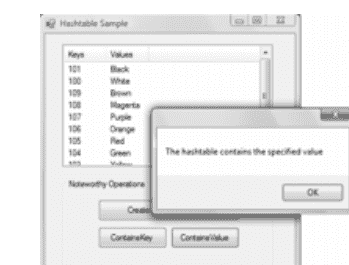 Hashtable Sample
Keys Values
101 Black
100 White
109 Brown
108 Magenta
107 Purple
106 Orange
105 Red
104 Green
The hashtable contains the specified value
OK
Noteworthy Operations
ContainsKey ContainsValue